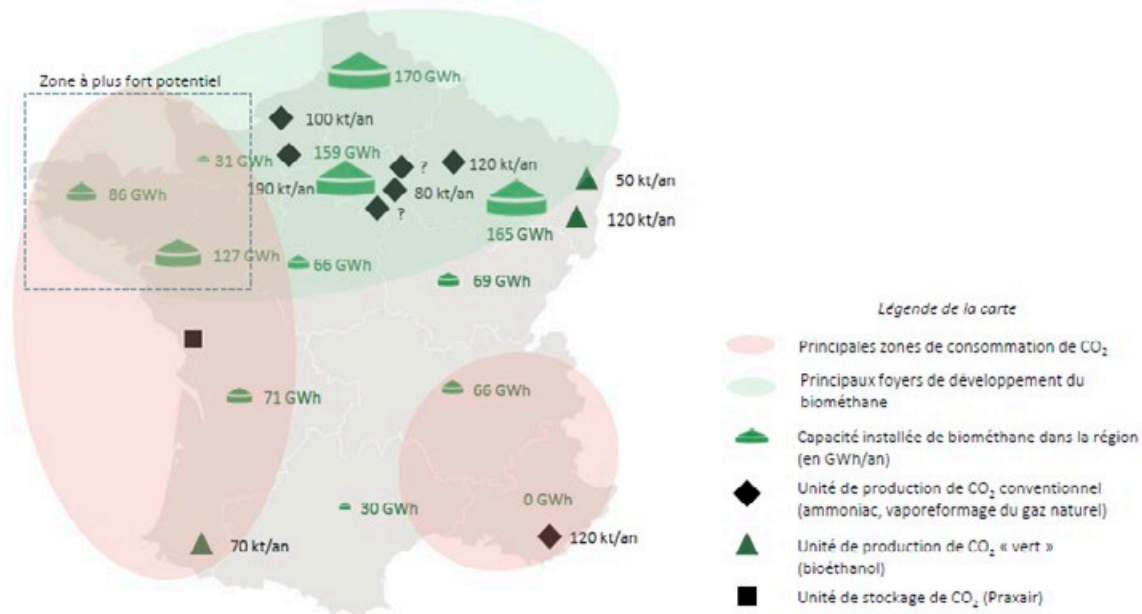 Zone à plus fort potentiel
170 GWh
100 kt/an
31 GWh
159 GWh
?
120 kt/an
86 GWh
190 kt/an
80 kt/an
50 kt/an
?
120 kt/an
165 GWh
127 GWh
66 GWh
69 GWh
71 GWh
66 GWh
0 GWh
30 GWh
70 kt/an
120 kt/an
Légende de la carte
Principales zones de consommation de CO₂
Principaux foyers de développement du
biométhane
Capacité installée de biométhane dans la région
(en GWh/an)
Unité de production de CO₂ conventionnel
(ammoniac, vaporeformage du gaz naturel)
Unité de production de CO₂ « vert »
(bioéthanol)
Unité de stockage de CO₂ (Praxair)